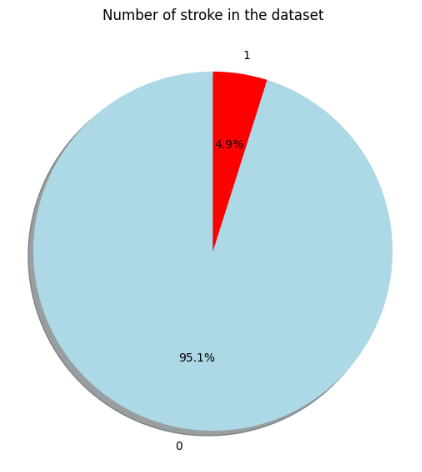 Number of stroke in the dataset
1
4.9%
95.1%
0